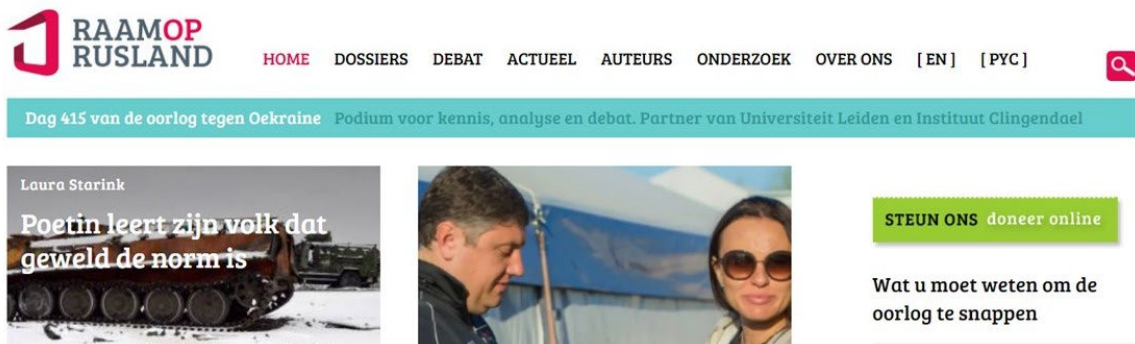 RAAMOP
RUSLAND
HOME DOSSIERS DEBAT ACTUEEL AUTEURS ONDERZOEK OVER ONS [ EN ] [ РУС ]
Dag 415 van de oorlog tegen Oekraine Podium voor kennis, analyse en debat. Partner van Universiteit Leiden en Instituut Clingendael
Laura Starink
Poetin leert zijn volk dat
geweld de norm is
STEUN ONS doneer online
Wat u moet weten om de
oorlog te snappen